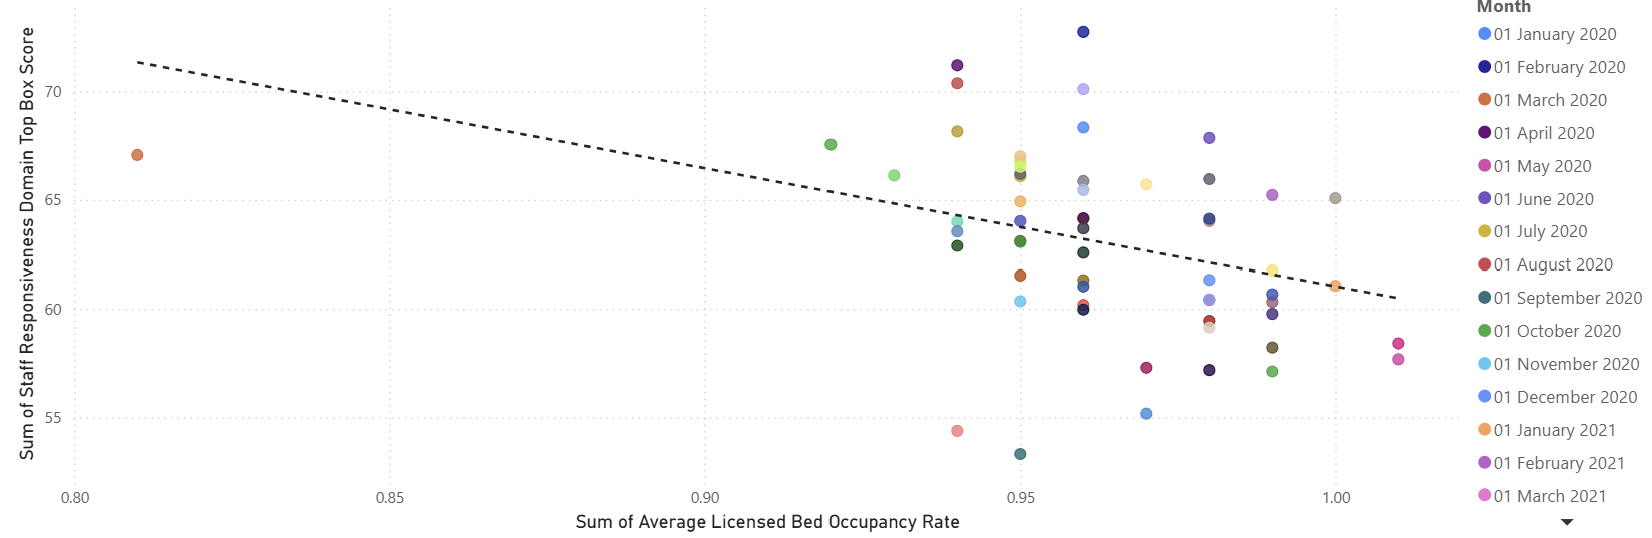 Sum of Staff Responsiveness Domain Top Box Score
70
65
60
55
0.80
0.85
0.90
0.95
1.00
Sum of Average Licensed Bed Occupancy Rate
Month
01 January 2020
01 February 2020
01 March 2020
01 April 2020
01 May 2020
01 June 2020
01 July 2020
01 August 2020
01 September 2020
01 October 2020
01 November 2020
01 December 2020
01 January 2021
01 February 2021
01 March 2021